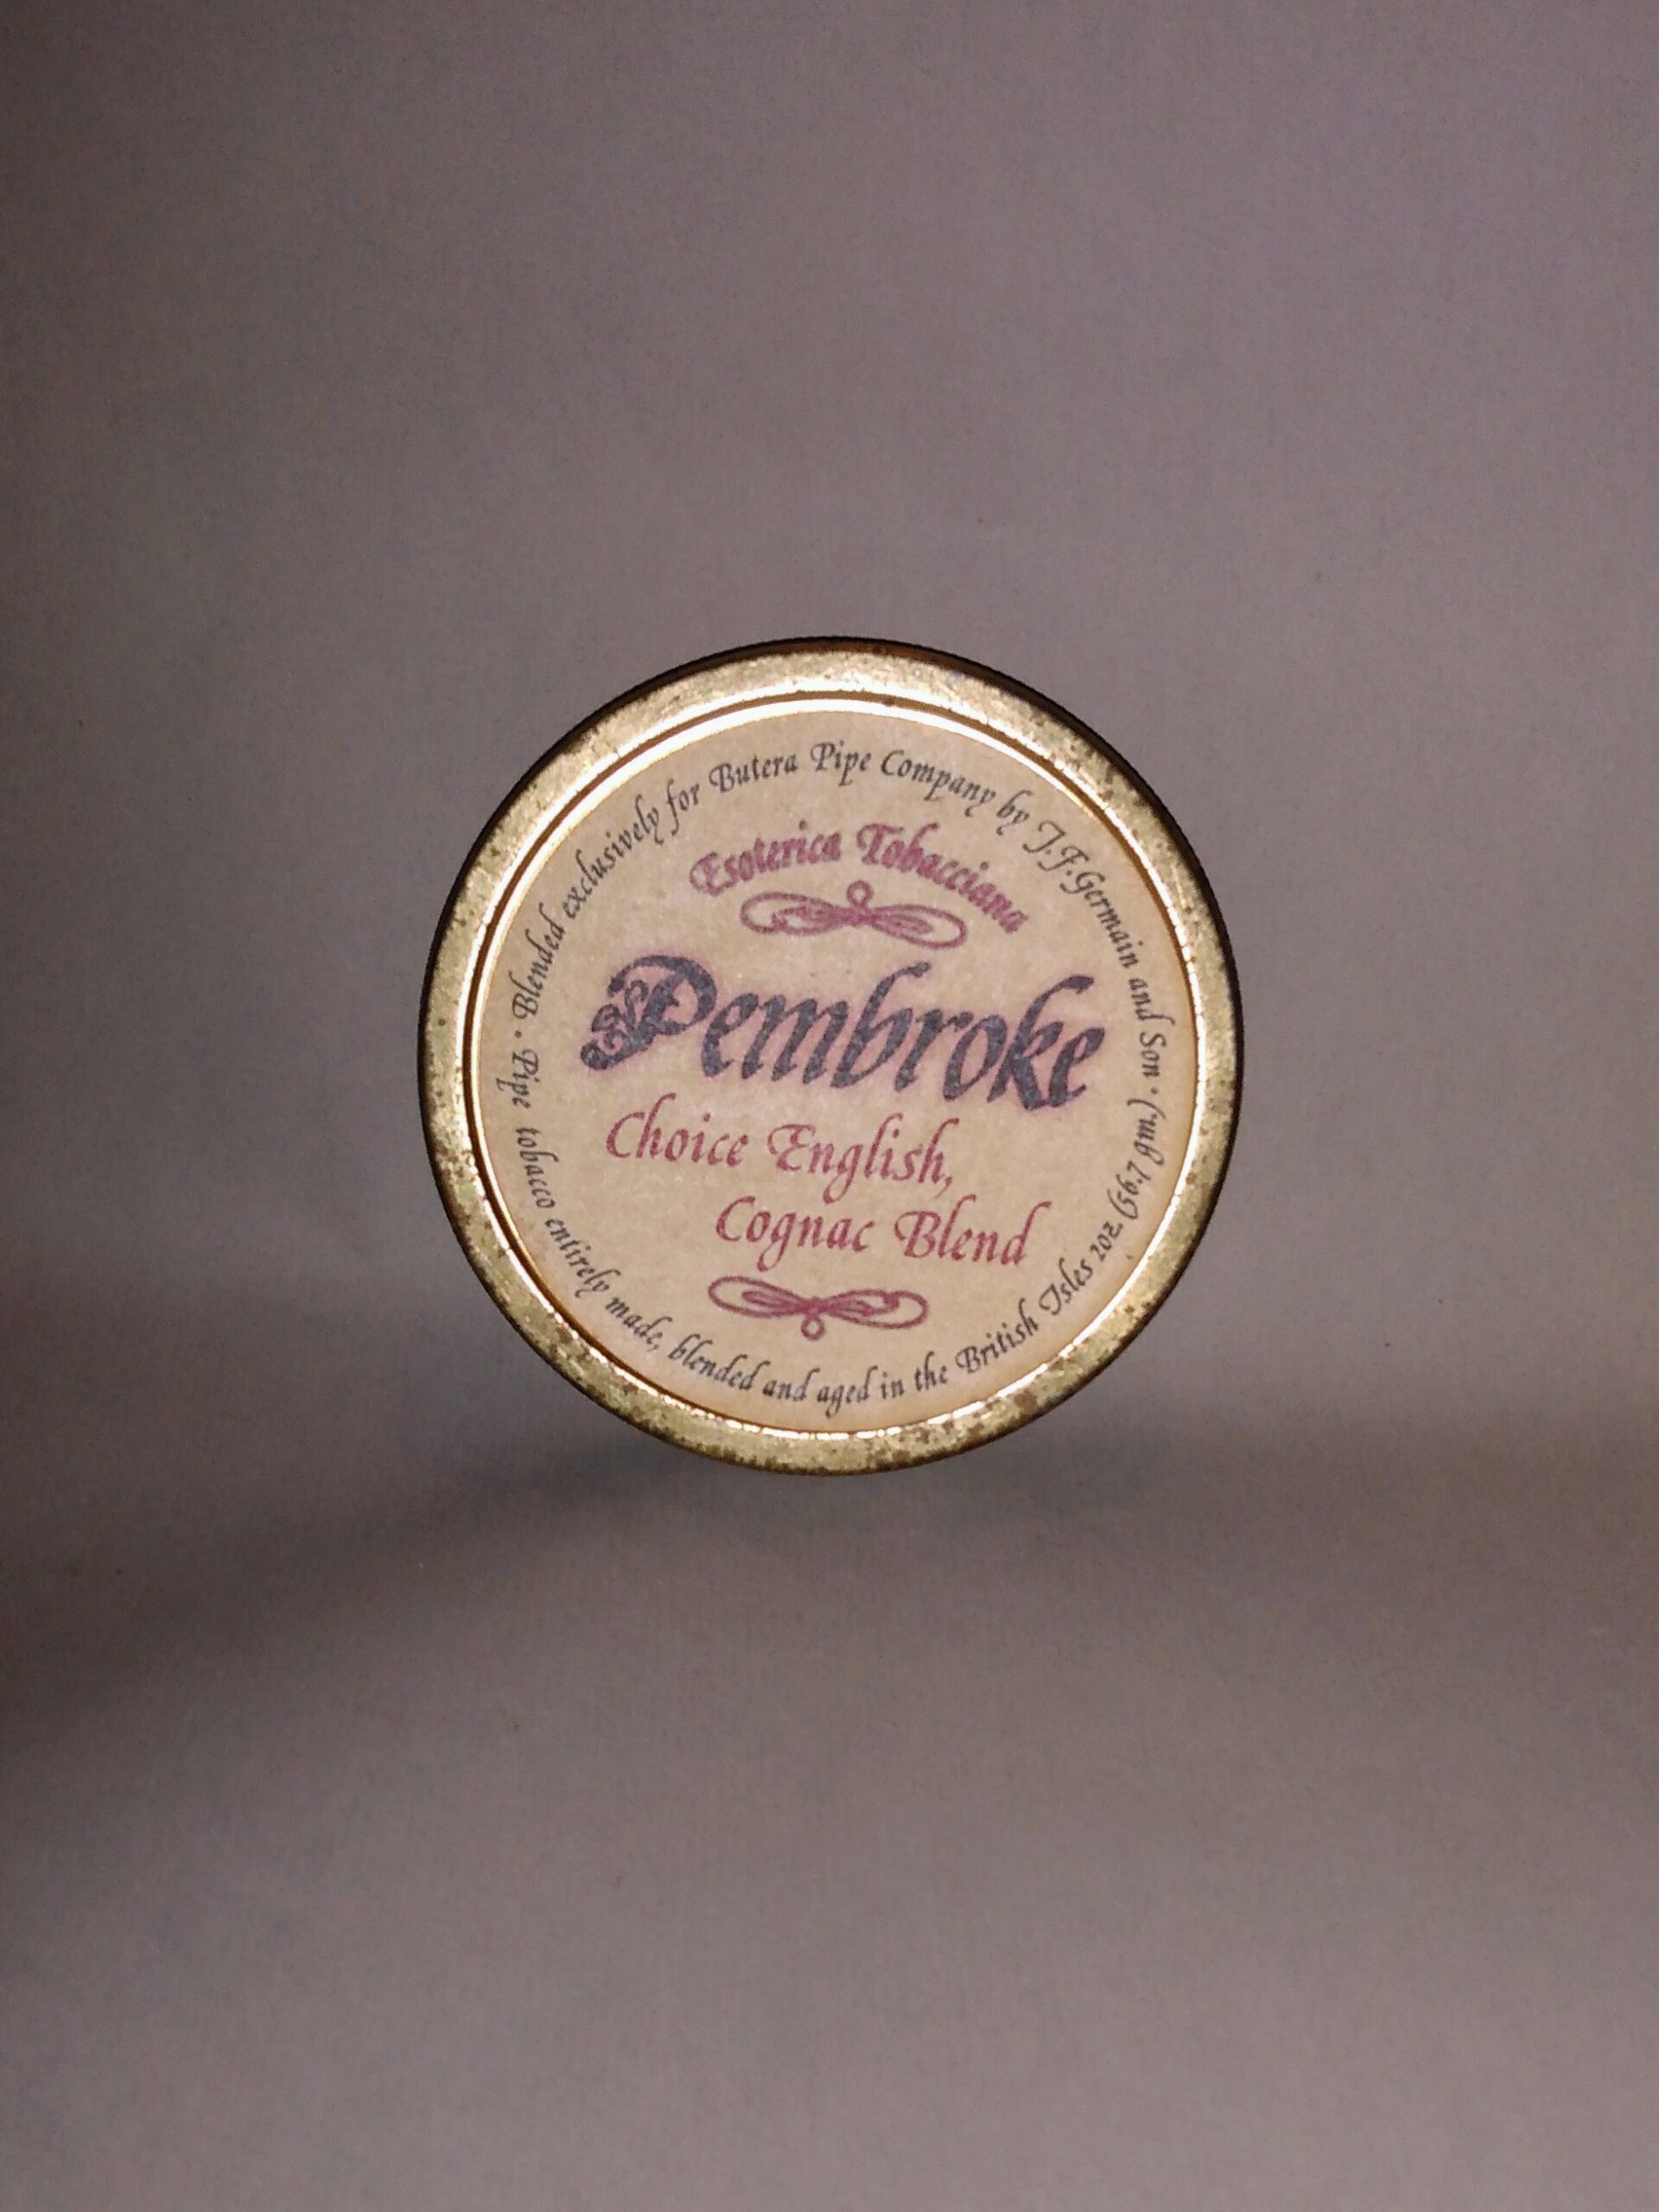 Blended exclusively for Butera Pipe Company by J.F. Germain and Son •
Esoterica Tobacciana
Pembroke
Choice English,
Cognac Blend
Pipe tobacco entirely made, blended and aged in the British Isles 2oz. (56.7 gm.) •